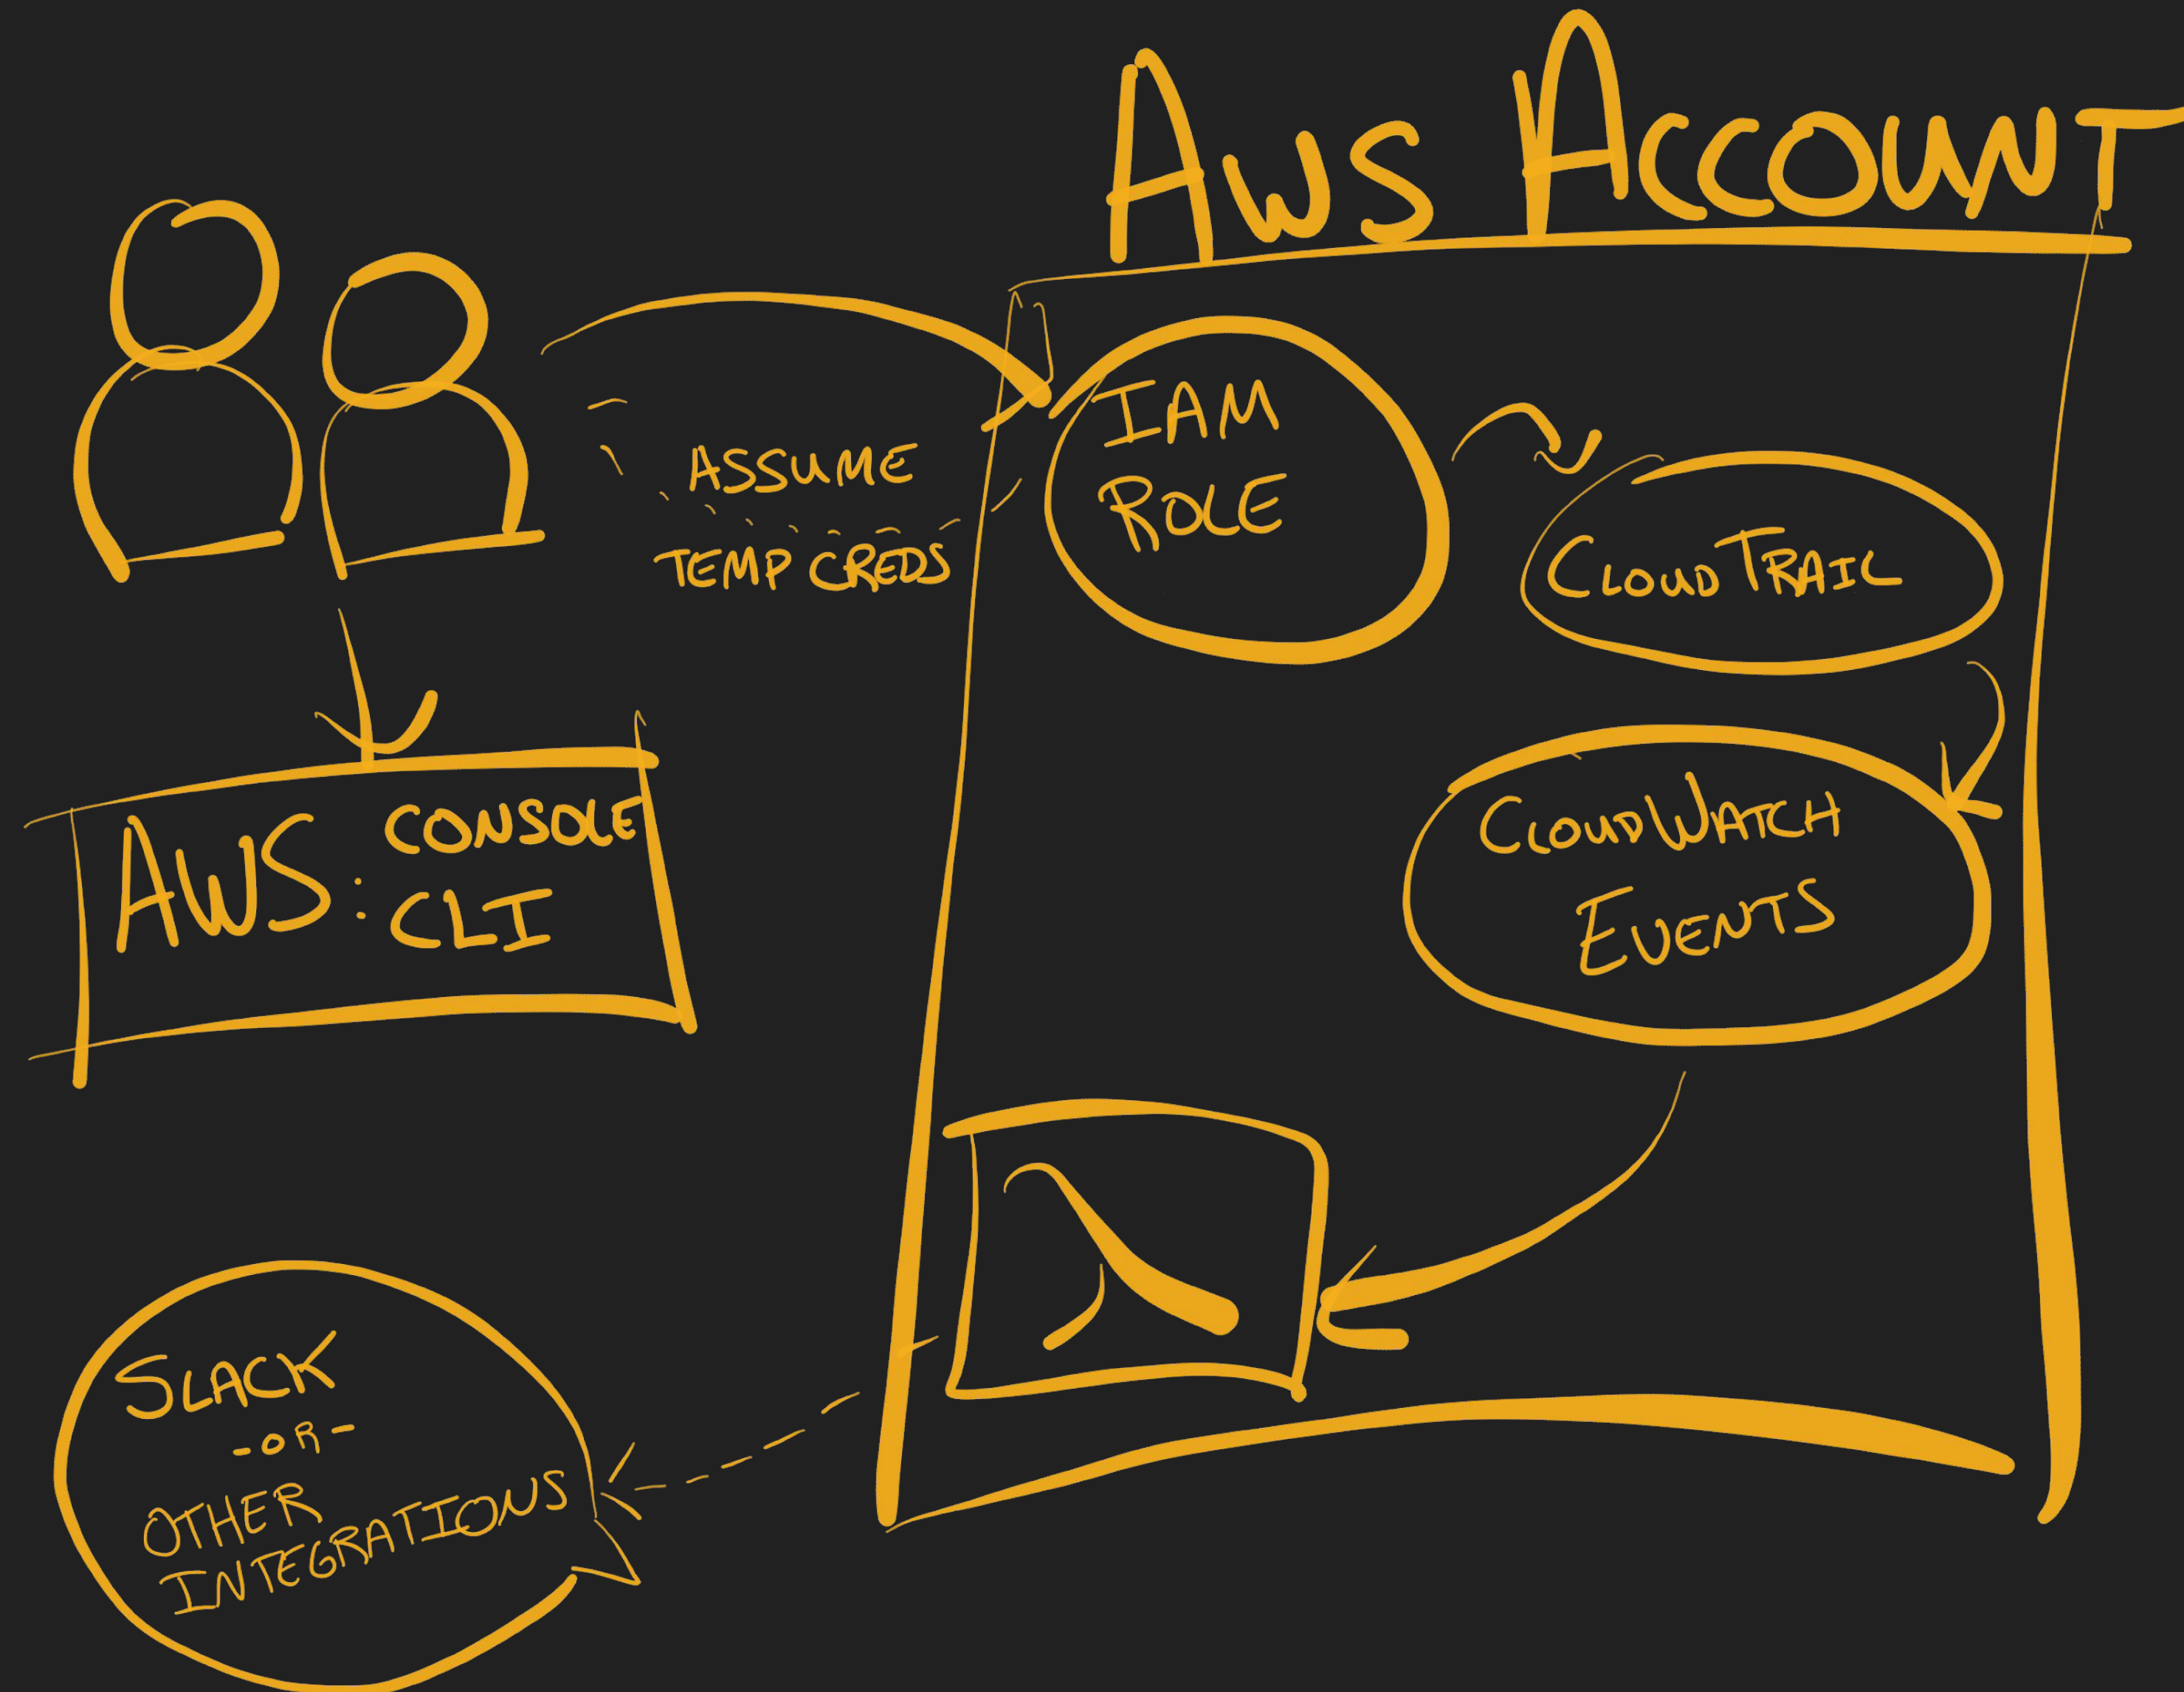 AWS ACCOUNT
ASSUME
TEMP CREDS
IAM
ROLE
CLOUDTRAIL
AWS: CONSOLE
CLI
CLOUDWATCH
EVENTS
SLACK
-OR-
OTHER
INTEGRATIONS